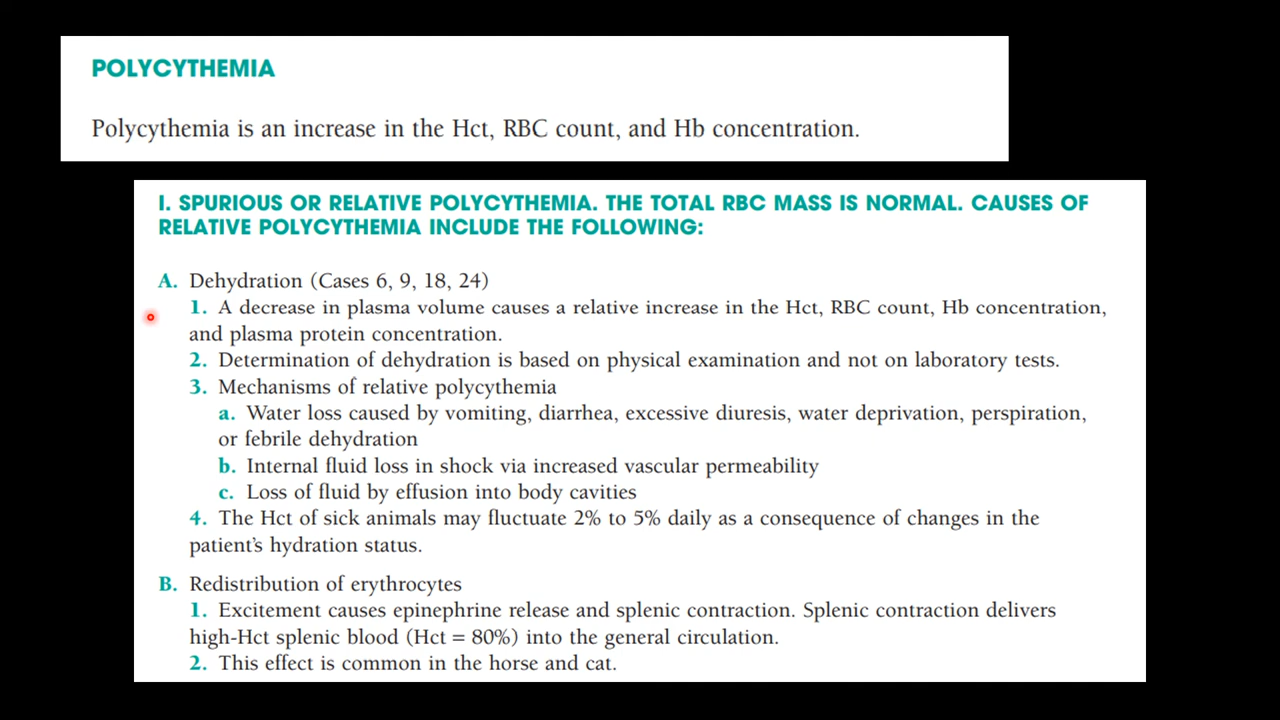 POLYCYTHEMIA
Polycythemia is an increase in the Hct, RBC count, and Hb concentration.
I. SPURIOUS OR RELATIVE POLYCYTHEMIA. THE TOTAL RBC MASS IS NORMAL. CAUSES OF
RELATIVE POLYCYTHEMIA INCLUDE THE FOLLOWING:
A. Dehydration (Cases 6, 9, 18, 24)
1. A decrease in plasma volume causes a relative increase in the Hct, RBC count, Hb concentration,
and plasma protein concentration.
2. Determination of dehydration is based on physical examination and not on laboratory tests.
3. Mechanisms of relative polycythemia
a. Water loss caused by vomiting, diarrhea, excessive diuresis, water deprivation, perspiration,
or febrile dehydration
b. Internal fluid loss in shock via increased vascular permeability
c. Loss of fluid by effusion into body cavities
4. The Hct of sick animals may fluctuate 2% to 5% daily as a consequence of changes in the
patient's hydration status.
B. Redistribution of erythrocytes
1. Excitement causes epinephrine release and splenic contraction. Splenic contraction delivers
high-Hct splenic blood (Hct = 80%) into the general circulation.
2. This effect is common in the horse and cat.